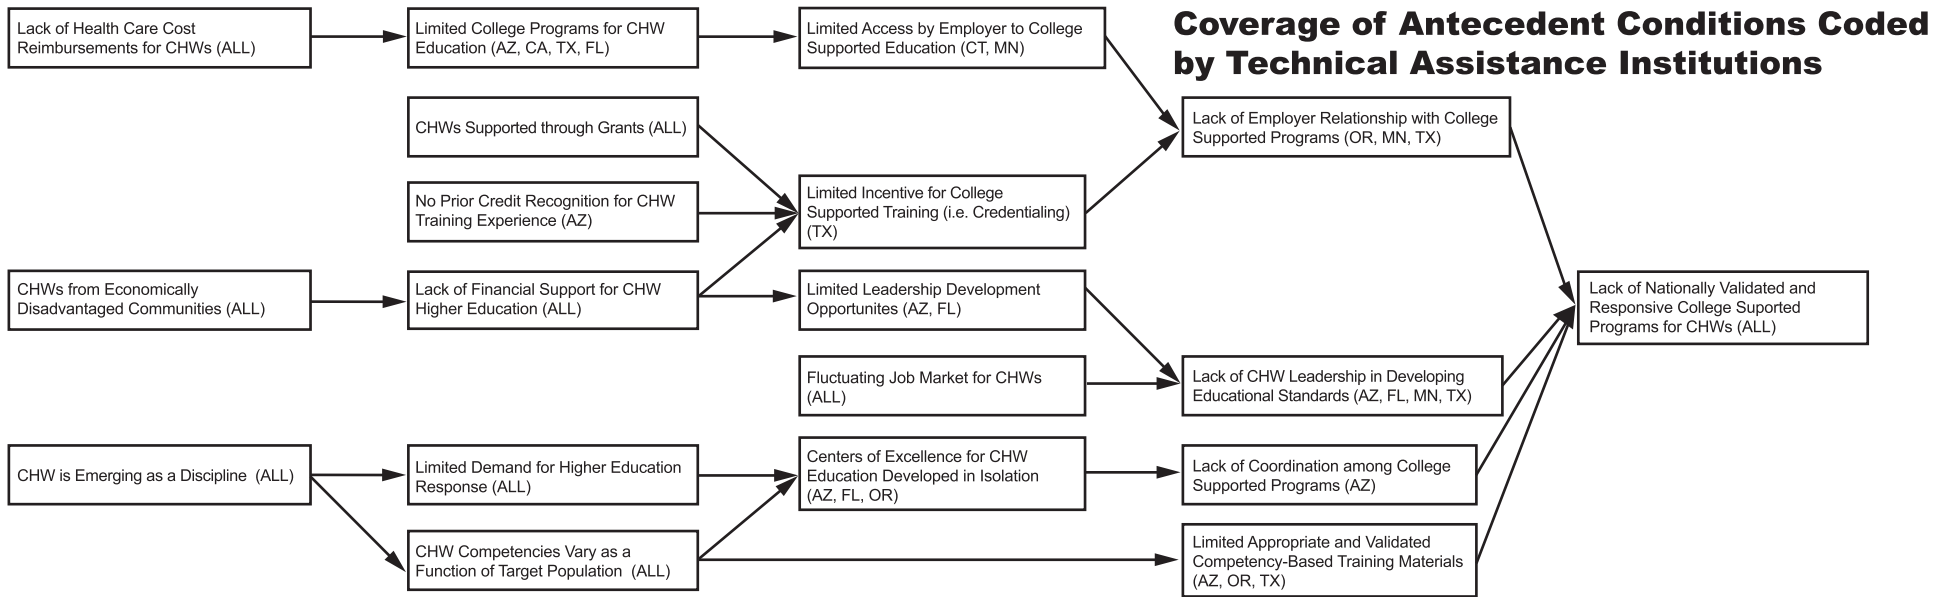 Coverage of Antecedent Conditions Coded
by Technical Assistance Institutions
Lack of Health Care Cost
Reimbursements for CHWs (ALL)
CHWs from Economically
Disadvantaged Communities (ALL)
CHW is Emerging as a Discipline (ALL)
Limited College Programs for CHW
Education (AZ, CA, TX, FL)
CHWs Supported through Grants (ALL)
No Prior Credit Recognition for CHW
Training Experience (AZ)
Lack of Financial Support for CHW
Higher Education (ALL)
Limited Demand for Higher Education
Response (ALL)
CHW Competencies Vary as a
Function of Target Population (ALL)
Limited Access by Employer to College
Supported Education (CT, MN)
Limited Incentive for College
Supported Training (i.e. Credentialing)
(TX)
Limited Leadership Development
Opportunites (AZ, FL)
Fluctuating Job Market for CHWs
(ALL)
Centers of Excellence for CHW
Education Developed in Isolation
(AZ, FL, OR)
Lack of Employer Relationship with College
Supported Programs (OR, MN, TX)
Lack of CHW Leadership in Developing
Educational Standards (AZ, FL, MN, TX)
Lack of Coordination among College
Supported Programs (AZ)
Limited Appropriate and Validated
Competency-Based Training Materials
(AZ, OR, TX)
Lack of Nationally Validated and
Responsive College Suported
Programs for CHWs (ALL)